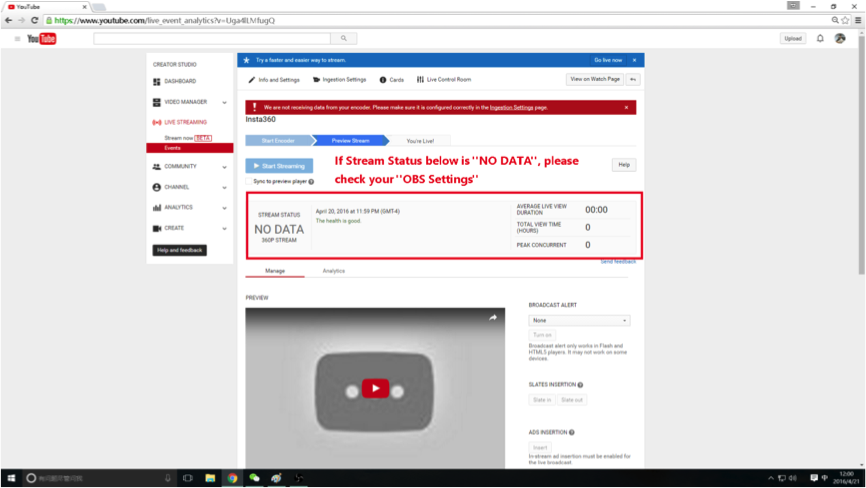 YouTube
https://www.youtube.com/live_event_analytics?v=Uga4lLMfugQ
YouTube
Upload
CREATOR STUDIO
DASHBOARD
VIDEO MANAGER
LIVE STREAMING
Stream now BETA
Events
COMMUNITY
CHANNEL
ANALYTICS
CREATE
Help and feedback
Try a faster and easier way to stream.
Go live now
Info and Settings
Ingestion Settings
Cards
Live Control Room
View on Watch Page
We are not receiving data from your encoder. Please make sure it is configured correctly in the Ingestion Settings page.
Insta360
Start Encoder
Preview Stream
You're Live!
Start Streaming
Sync to preview player
If Stream Status below is "NO DATA", please
check your "OBS Settings"
Help
STREAM STATUS
NO DATA
360P STREAM
April 20, 2016 at 11:59 PM (GMT-4)
The health is good.
AVERAGE LIVE VIEW
DURATION
00:00
TOTAL VIEW TIME
(HOURS)
0
PEAK CONCURRENT
0
Send feedback
Manage
Analytics
PREVIEW
BROADCAST ALERT
None
Turn on
Broadcast alert only works in Flash and
HTML5 players. It may not work on some
devices.
SLATES INSERTION
Slate in
Slate out
ADS INSERTION
Insert
In-stream ad insertion must be enabled for
the live broadcast.
中
12:00
2016/4/21